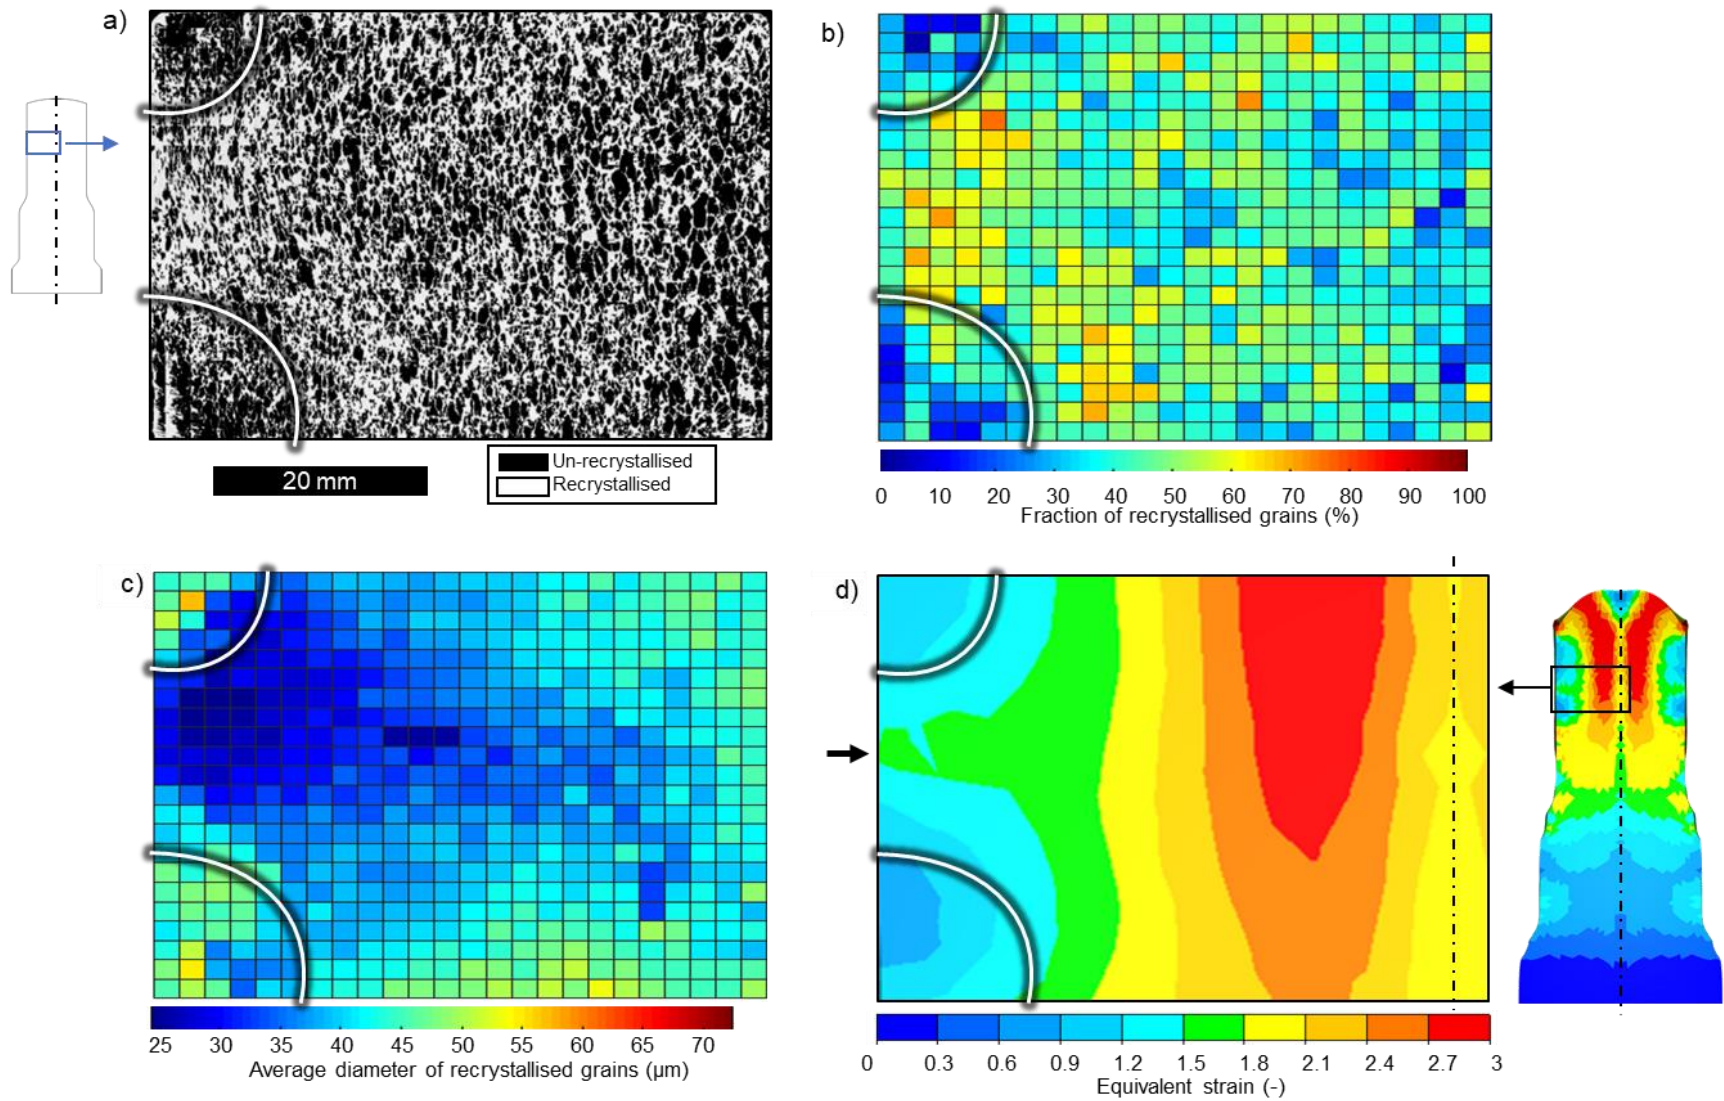 a)
20 mm
Un-recrystallised
Recrystallised
b)
0 10 20 30 40 50 60 70 80 90 100
Fraction of recrystallised grains (%)
c)
25 30 35 40 45 50 55 60 65 70
Average diameter of recrystallised grains (µm)
d)
0 0.3 0.6 0.9 1.2 1.5 1.8 2.1 2.4 2.7 3
Equivalent strain (-)